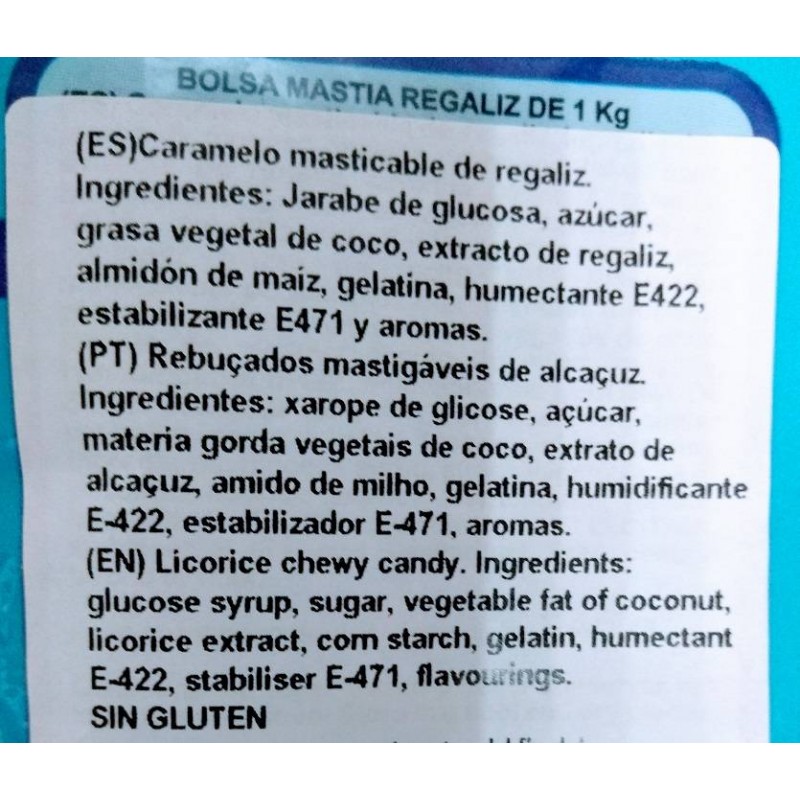 BOLSA MASTIA REGALIZ DE 1 Kg
(ES)Caramelo masticable de regaliz.
Ingredientes: Jarabe de glucosa, azúcar,
grasa vegetal de coco, extracto de regaliz,
almidón de maíz, gelatina, humectante E422,
estabilizante E471 y aromas.
(PT) Rebuçados mastigáveis de alcaçuz.
Ingredientes: xarope de glicose, açúcar,
materia gorda vegetais de coco, extrato de
alcaçuz, amido de milho, gelatina, humidificante
E-422, estabilizador E-471, aromas.
(EN) Licorice chewy candy. Ingredients:
glucose syrup, sugar, vegetable fat of coconut,
licorice extract, corn starch, gelatin, humectant
E-422, stabiliser E-471, flavourings.
SIN GLUTEN